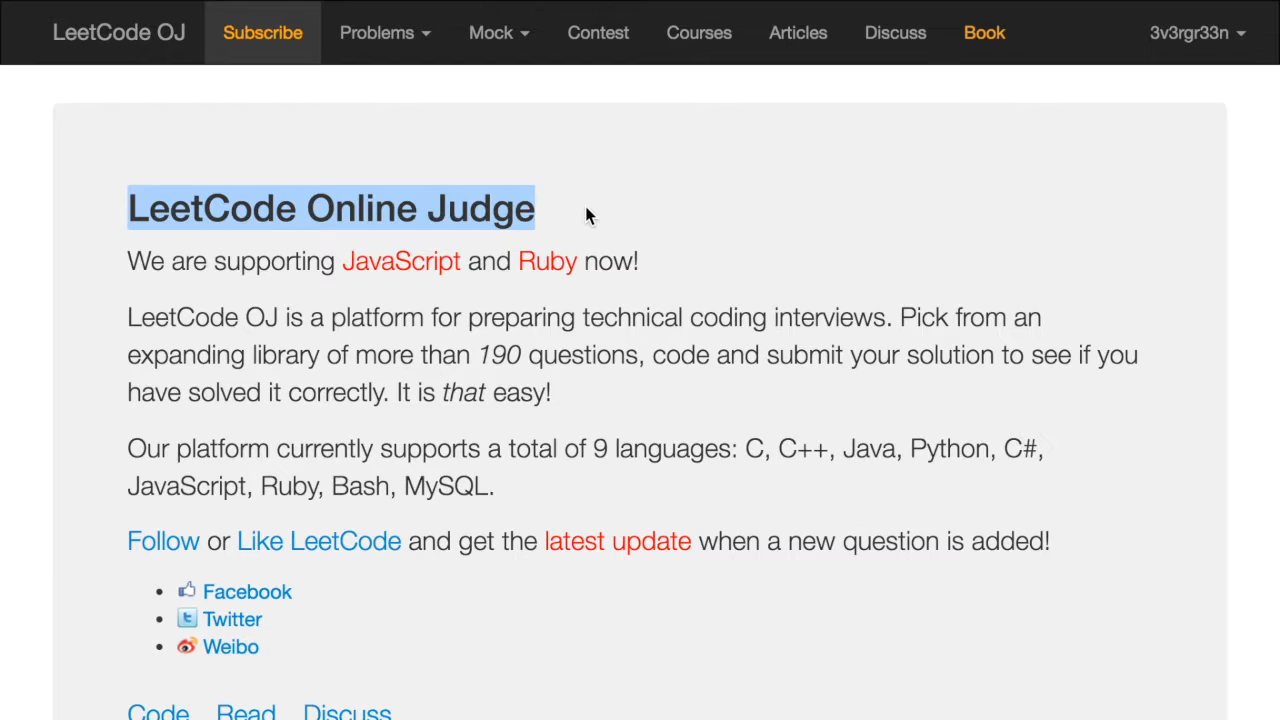 LeetCode OJ Subscribe Problems Mock Contest Courses Articles Discuss Book 3v3rgr33n
LeetCode Online Judge
We are supporting JavaScript and Ruby now!
LeetCode OJ is a platform for preparing technical coding interviews. Pick from an
expanding library of more than 190 questions, code and submit your solution to see if you
have solved it correctly. It is that easy!
Our platform currently supports a total of 9 languages: C, C++, Java, Python, C#,
JavaScript, Ruby, Bash, MySQL.
Follow or Like LeetCode and get the latest update when a new question is added!
Facebook
Twitter
Weibo
Code Read Discuss